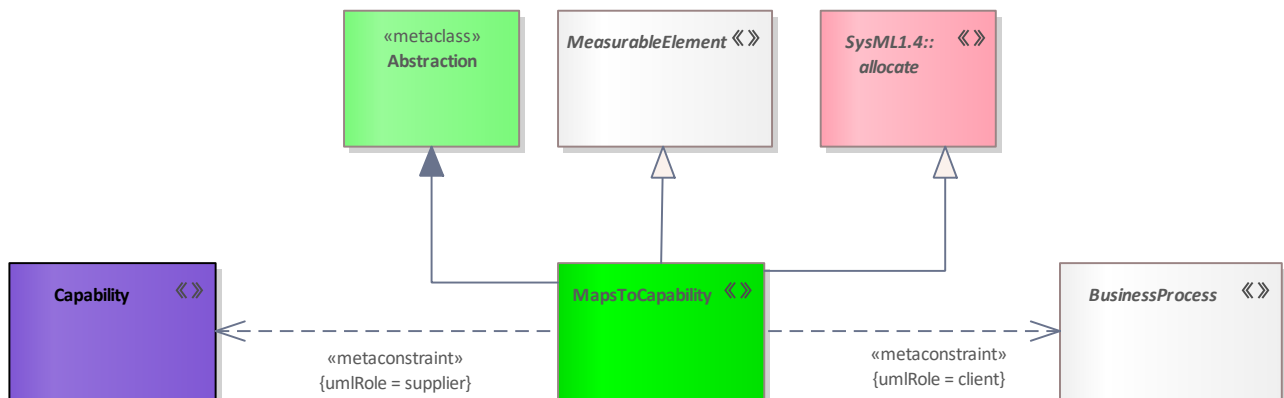 «metaclass»
Abstraction
MeasurableElement «»
SysML1.4:: «»
allocate
Capability «»
MapsToCapability «»
BusinessProcess «»
«metaconstraint»
{umlRole = supplier}
«metaconstraint»
{umlRole = client}